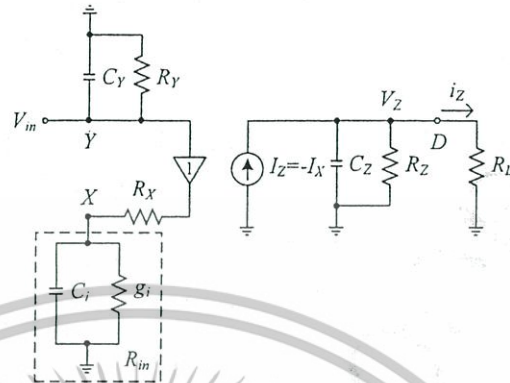 C_Y R_Y
V_in Y
1
X R_X
C_i g_i
R_in
V_Z i_Z
D
I_Z=-I_X C_Z R_Z R_L